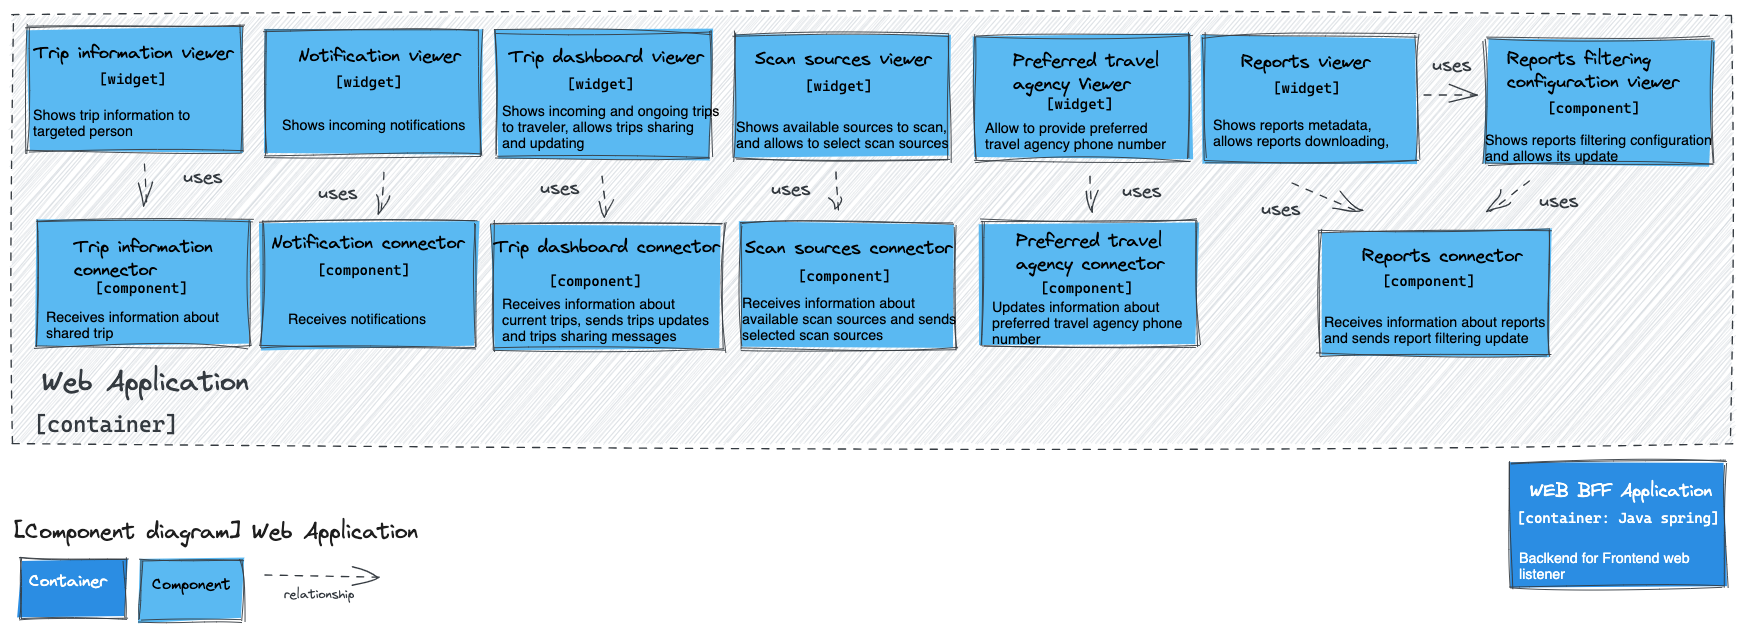 Trip information viewer
[widget]
Shows trip information to
targeted person
Notification viewer
[widget]
Shows incoming notifications
Trip dashboard viewer
[widget]
Shows incoming and ongoing trips
to traveler, allows trips sharing
and updating
Scan sources viewer
[widget]
Shows available sources to scan,
and allows to select scan sources
Preferred travel
agency Viewer
[widget]
Allow to provide preferred
travel agency phone number
Reports viewer
[widget]
Shows reports metadata,
allows reports downloading,
uses
Reports filtering
configuration viewer
[component]
Shows reports filtering configuration
and allows its update
uses
uses
uses
uses
uses
uses
uses
Trip information
connector
[component]
Receives information about
shared trip
Notification connector
[component]
Receives notifications
Trip dashboard connector
[component]
Receives information about
current trips, sends trips updates
and trips sharing messages
Scan sources connector
[component]
Receives information about
available scan sources and sends
selected scan sources
Preferred travel
agency connector
[component]
Updates information about
preferred travel agency phone
number
Reports connector
[component]
Receives information about reports
and sends report filtering update
Web Application
[container]
WEB BFF Application
[container: Java spring]
Baclkend for Frontend web
listener
[Component diagram] Web Application
Container
Component
relationship